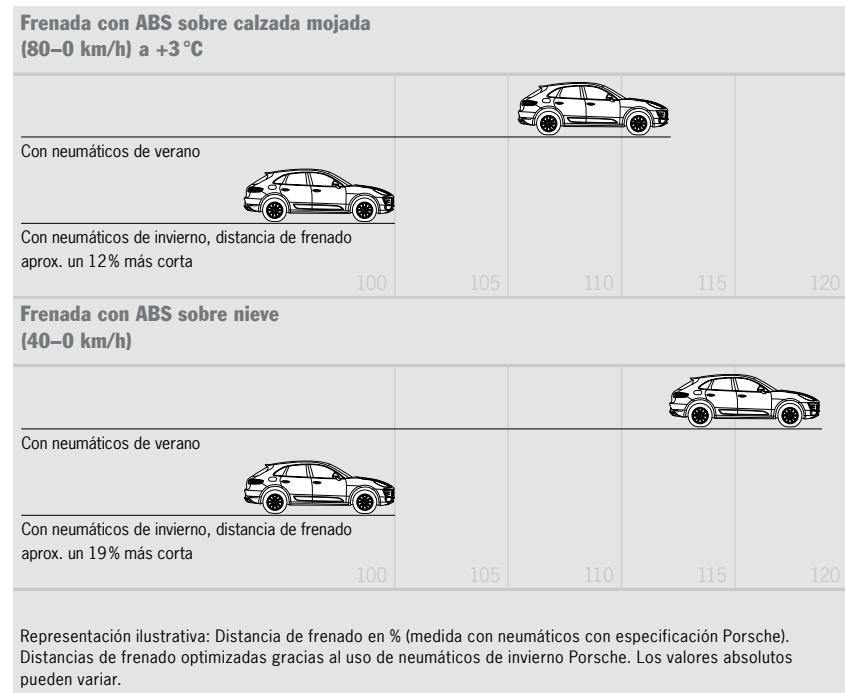 Frenada con ABS sobre calzada mojada
(80–0 km/h) a +3 °C
Con neumáticos de verano
Con neumáticos de invierno, distancia de frenado
aprox. un 12% más corta
100 105 110 115 120
Frenada con ABS sobre nieve
(40–0 km/h)
Con neumáticos de verano
Con neumáticos de invierno, distancia de frenado
aprox. un 19% más corta
100 105 110 115 120
Representación ilustrativa: Distancia de frenado en % (medida con neumáticos con especificación Porsche).
Distancias de frenado optimizadas gracias al uso de neumáticos de invierno Porsche. Los valores absolutos
pueden variar.